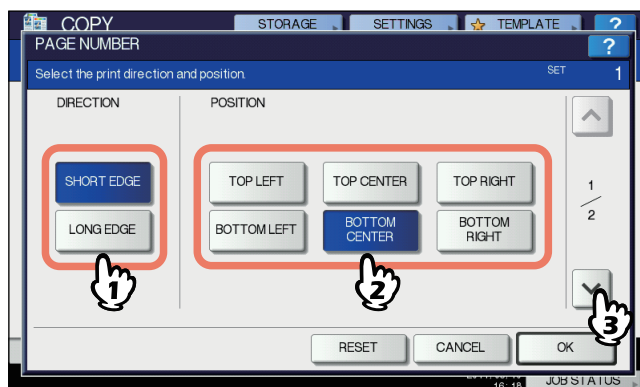 COPY
STORAGE
SETTINGS
TEMPLATE
?
PAGE NUMBER
?
Select the print direction and position.
SET 1
DIRECTION
POSITION
SHORT EDGE
LONG EDGE
TOP LEFT
TOP CENTER
TOP RIGHT
BOTTOM LEFT
BOTTOM
CENTER
BOTTOM
RIGHT
1
2
1
2
3
RESET
CANCEL
OK
16:18
JOB STATUS